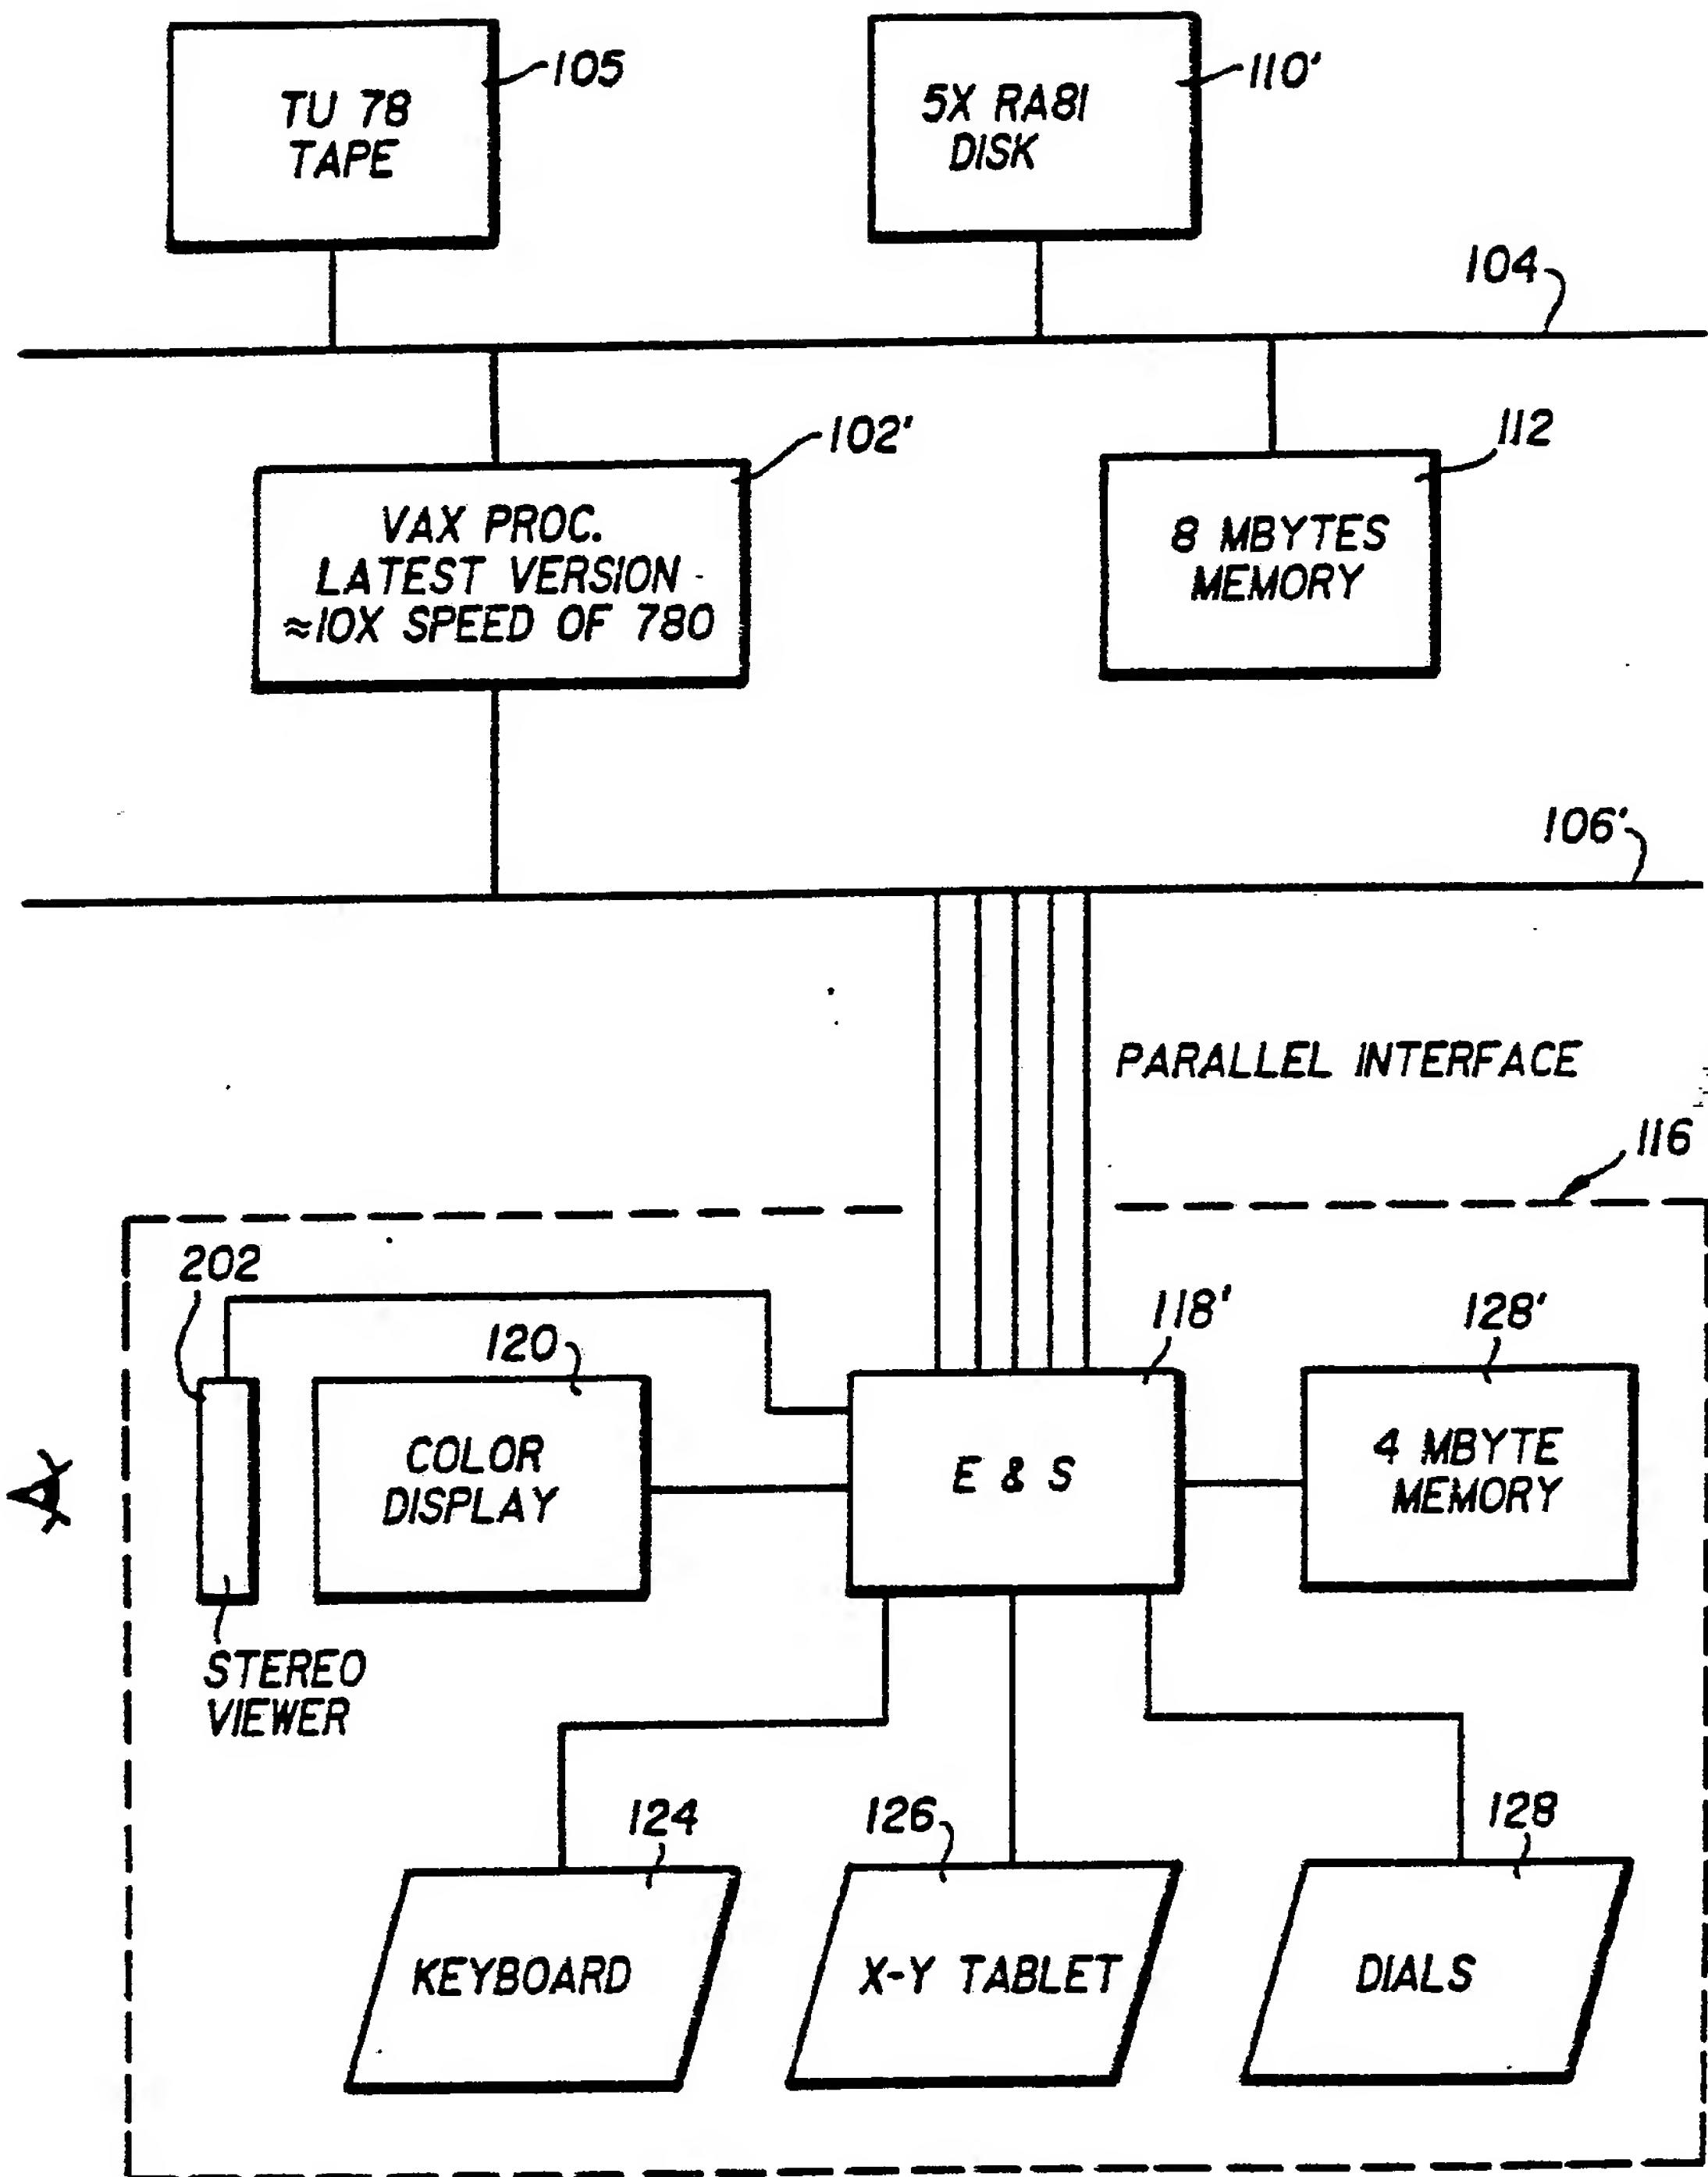 105
TU 78
TAPE
110'
5X RA81
DISK
104
102'
VAX PROC.
LATEST VERSION
≈10X SPEED OF 780
112
8 MBYTES
MEMORY
106'
PARALLEL INTERFACE
116
202
120
COLOR
DISPLAY
118'
E & S
128'
4 MBYTE
MEMORY
STEREO
VIEWER
124
KEYBOARD
126
X-Y TABLET
128
DIALS